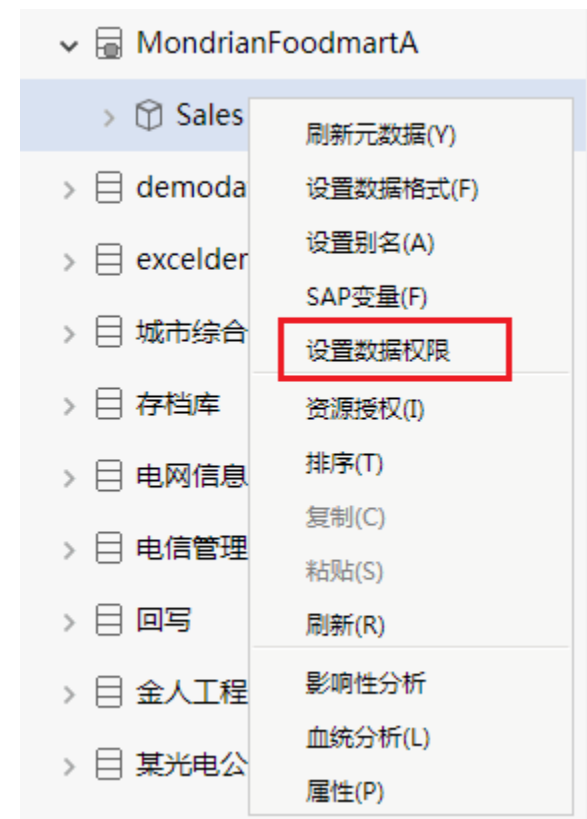 MondrianFoodmartA
Sales
demoda
excelder
城市综合
存档库
电网信息
电信管理
回写
金人工程
某光电公
刷新元数据(Y)
设置数据格式(F)
设置别名(A)
SAP变量(F)
设置数据权限
资源授权(I)
排序(T)
复制(C)
粘贴(S)
刷新(R)
影响性分析
血统分析(L)
属性(P)